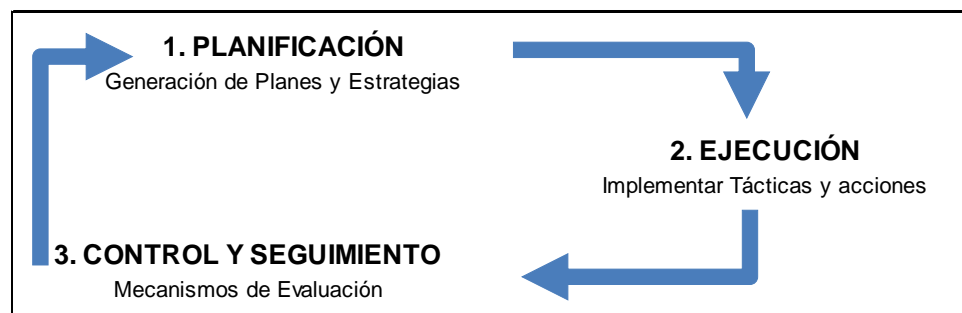 1. PLANIFICACIÓN
Generación de Planes y Estrategias
2. EJECUCIÓN
Implementar Tácticas y acciones
3. CONTROL Y SEGUIMIENTO
Mecanismos de Evaluación